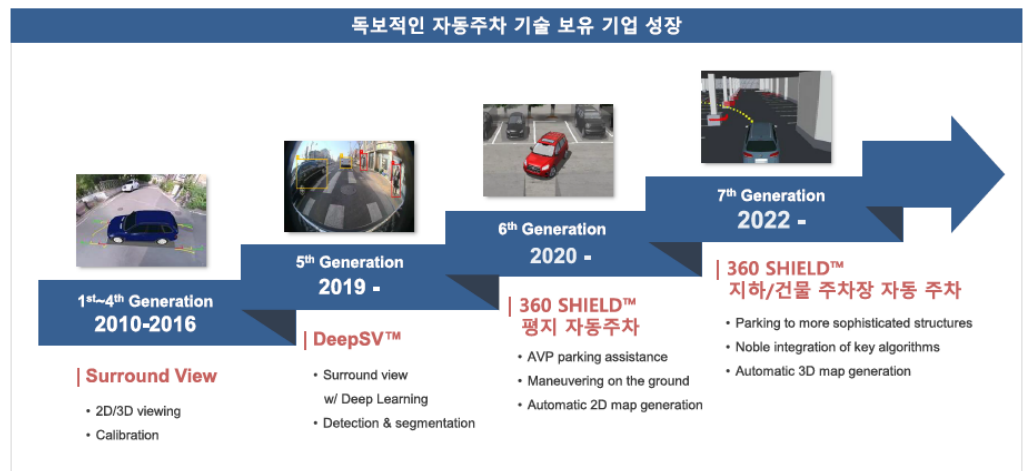 독보적인 자동주차 기술 보유 기업 성장
1st~4th Generation
2010-2016
Surround View
• 2D/3D viewing
• Calibration
5th Generation
2019 -
DeepSV™
• Surround view
w/ Deep Learning
• Detection & segmentation
6th Generation
2020 -
360 SHIELD™
평지 자동주차
• AVP parking assistance
• Maneuvering on the ground
• Automatic 2D map generation
7th Generation
2022 -
360 SHIELD™
지하/건물 주차장 자동 주차
• Parking to more sophisticated structures
• Noble integration of key algorithms
• Automatic 3D map generation